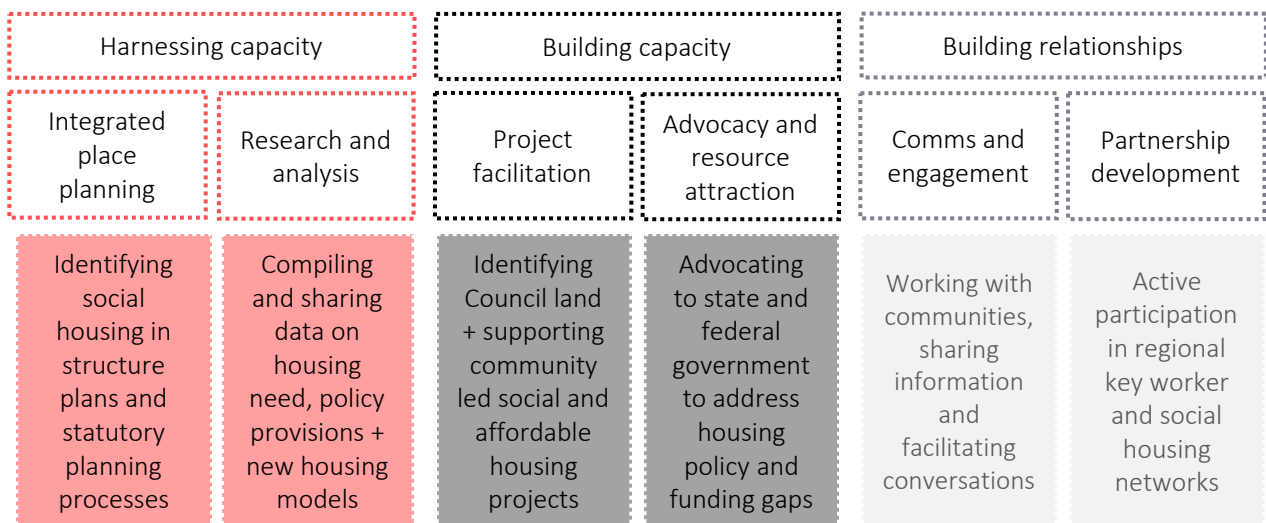 Harnessing capacity
Building capacity
Building relationships
Integrated
place
planning
Research and
analysis
Project
facilitation
Advocacy and
resource
attraction
Comms and
engagement
Partnership
development
Identifying
social
housing in
structure
plans and
statutory
planning
processes
Compiling
and sharing
data on
housing
need, policy
provisions +
new housing
models
Identifying
Council land
+ supporting
community
led social and
affordable
housing
projects
Advocating
to state and
federal
government
to address
housing
policy and
funding gaps
Working with
communities,
sharing
information
and
facilitating
conversations
Active
participation
in regional
key worker
and social
housing
networks